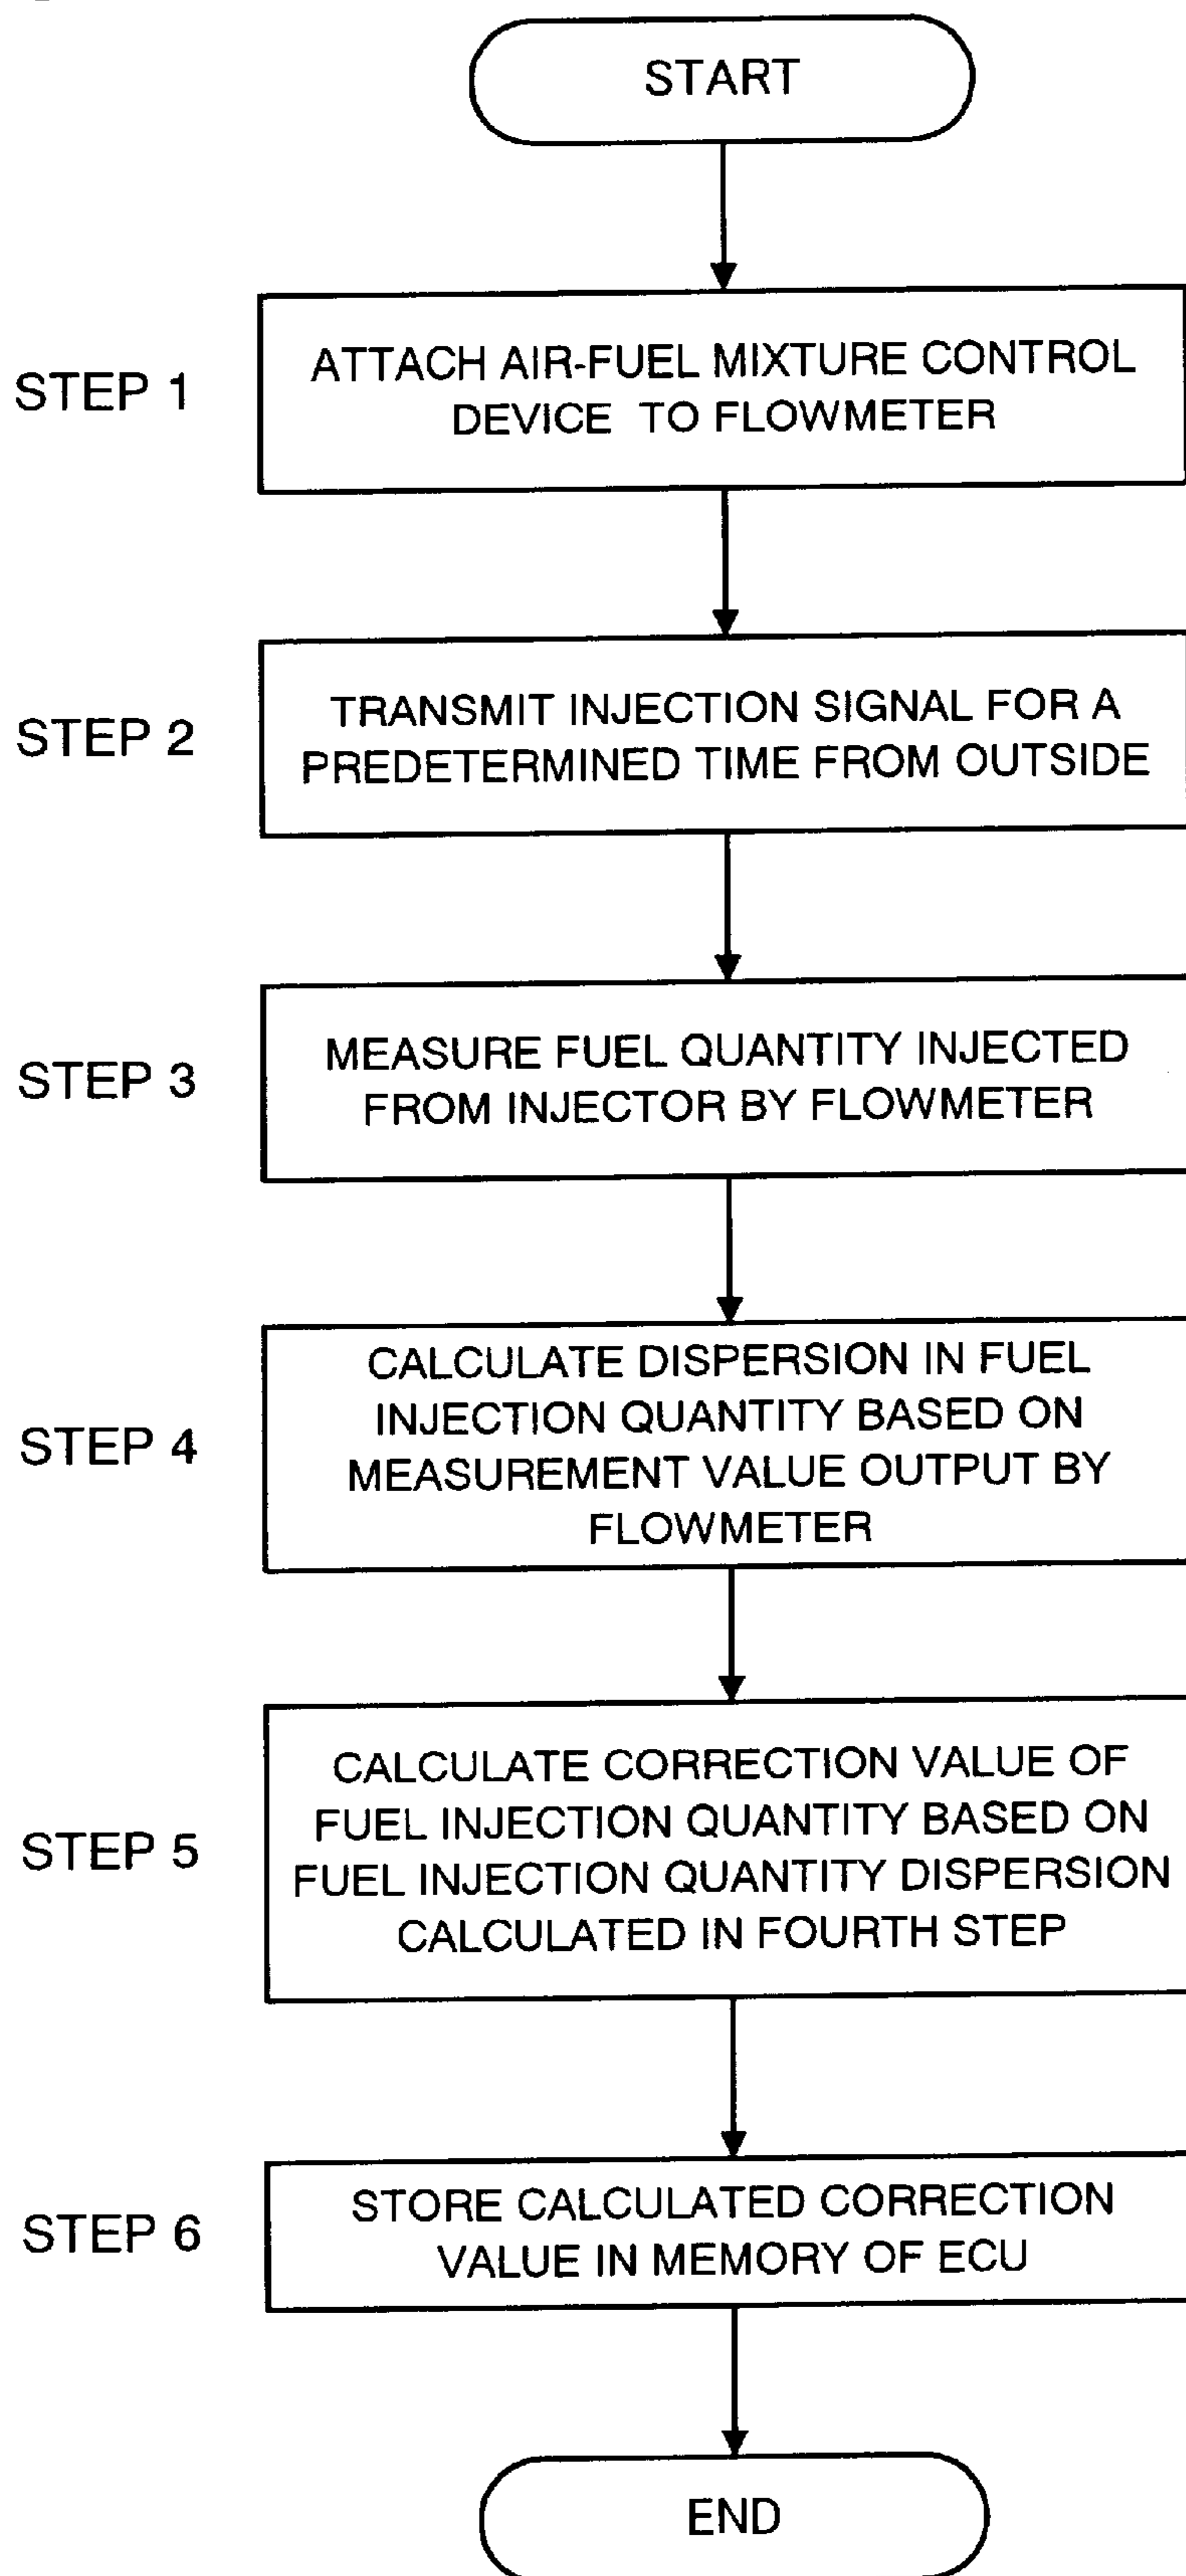 START
STEP 1
ATTACH AIR-FUEL MIXTURE CONTROL
DEVICE TO FLOWMETER
STEP 2
TRANSMIT INJECTION SIGNAL FOR A
PREDETERMINED TIME FROM OUTSIDE
STEP 3
MEASURE FUEL QUANTITY INJECTED
FROM INJECTOR BY FLOWMETER
STEP 4
CALCULATE DISPERSION IN FUEL
INJECTION QUANTITY BASED ON
MEASUREMENT VALUE OUTPUT BY
FLOWMETER
STEP 5
CALCULATE CORRECTION VALUE OF
FUEL INJECTION QUANTITY BASED ON
FUEL INJECTION QUANTITY DISPERSION
CALCULATED IN FOURTH STEP
STEP 6
STORE CALCULATED CORRECTION
VALUE IN MEMORY OF ECU
END